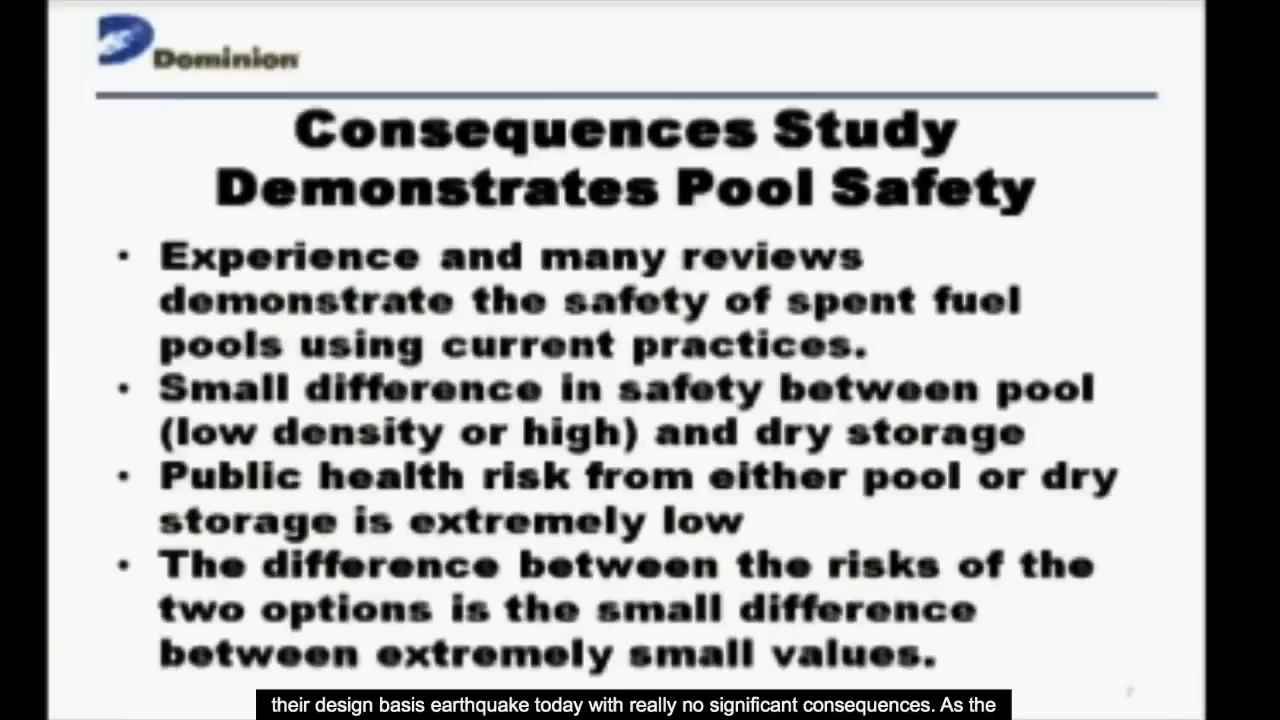 Dominion
Consequences Study
Demonstrates Pool Safety
• Experience and many reviews
demonstrate the safety of spent fuel
pools using current practices.
• Small difference in safety between pool
(low density or high) and dry storage
• Public health risk from either pool or dry
storage is extremely low
• The difference between the risks of the
two options is the small difference
between extremely small values.
their design basis earthquake today with really no significant consequences. As the